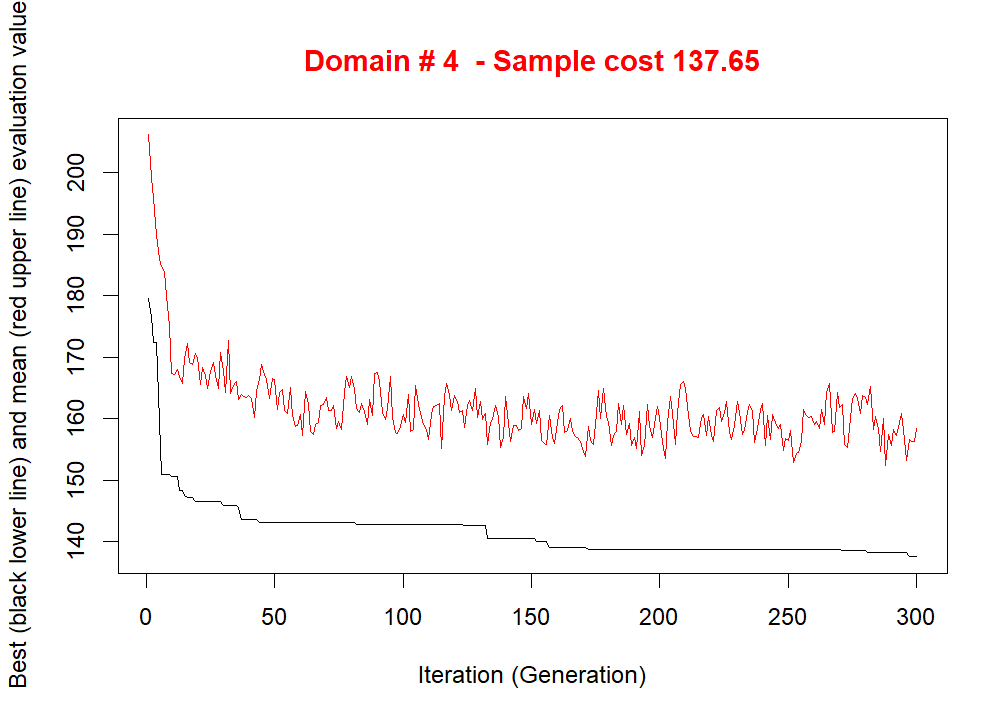 Domain # 4  - Sample cost 137.65
Best (black lower line) and mean (red upper line) evaluation value
200
190
180
170
160
150
140
0 50 100 150 200 250 300
Iteration (Generation)